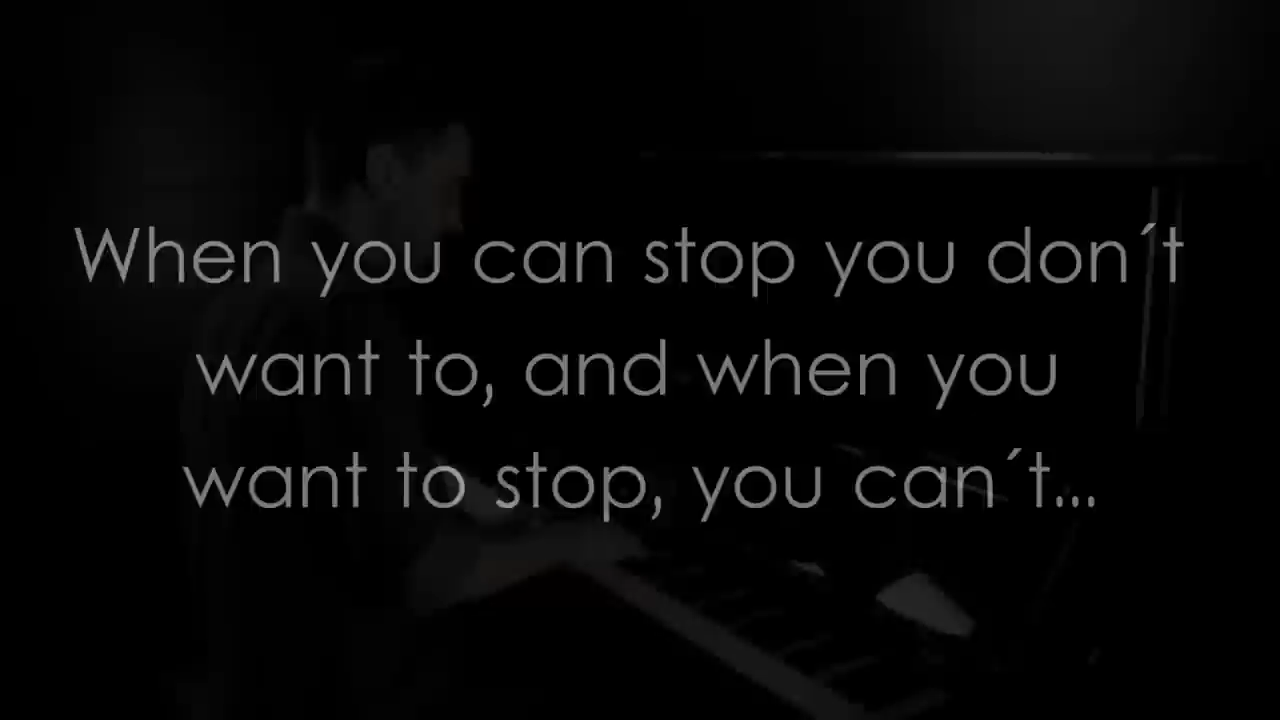 When you can stop you don´t
want to, and when you
want to stop, you can´t...